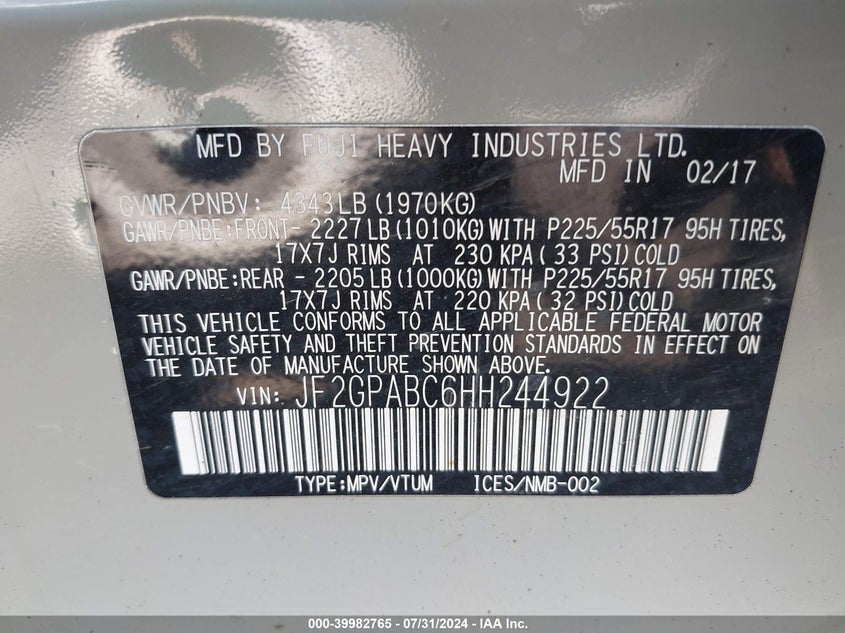 MFD BY FUJI HEAVY INDUSTRIES LTD.
MFD IN 02/17
GVWR/PNBV: 4343LB (1970KG)
GAWR/PNBE:FRONT- 2227LB(1010KG)WITH P225/55R17 95H TIRES,
17X7J RIMS AT 230 KPA( 33 PSI)COLD
GAWR/PNBE:REAR - 2205LB(1000KG)WITH P225/55R17 95H TIRES,
17X7J RIMS AT 220 KPA( 32 PSI)COLD
THIS VEHICLE CONFORMS TO ALL APPLICABLE FEDERAL MOTOR
VEHICLE SAFETY AND THEFT PREVENTION STANDARDS IN EFFECT ON
THE DATE OF MANUFACTURE SHOWN ABOVE.
VIN: JF2GPABC6HH244922
TYPE:MPV/VTUM ICES/NMB-002
000-39982765 - 07/31/2024 - IAA Inc.